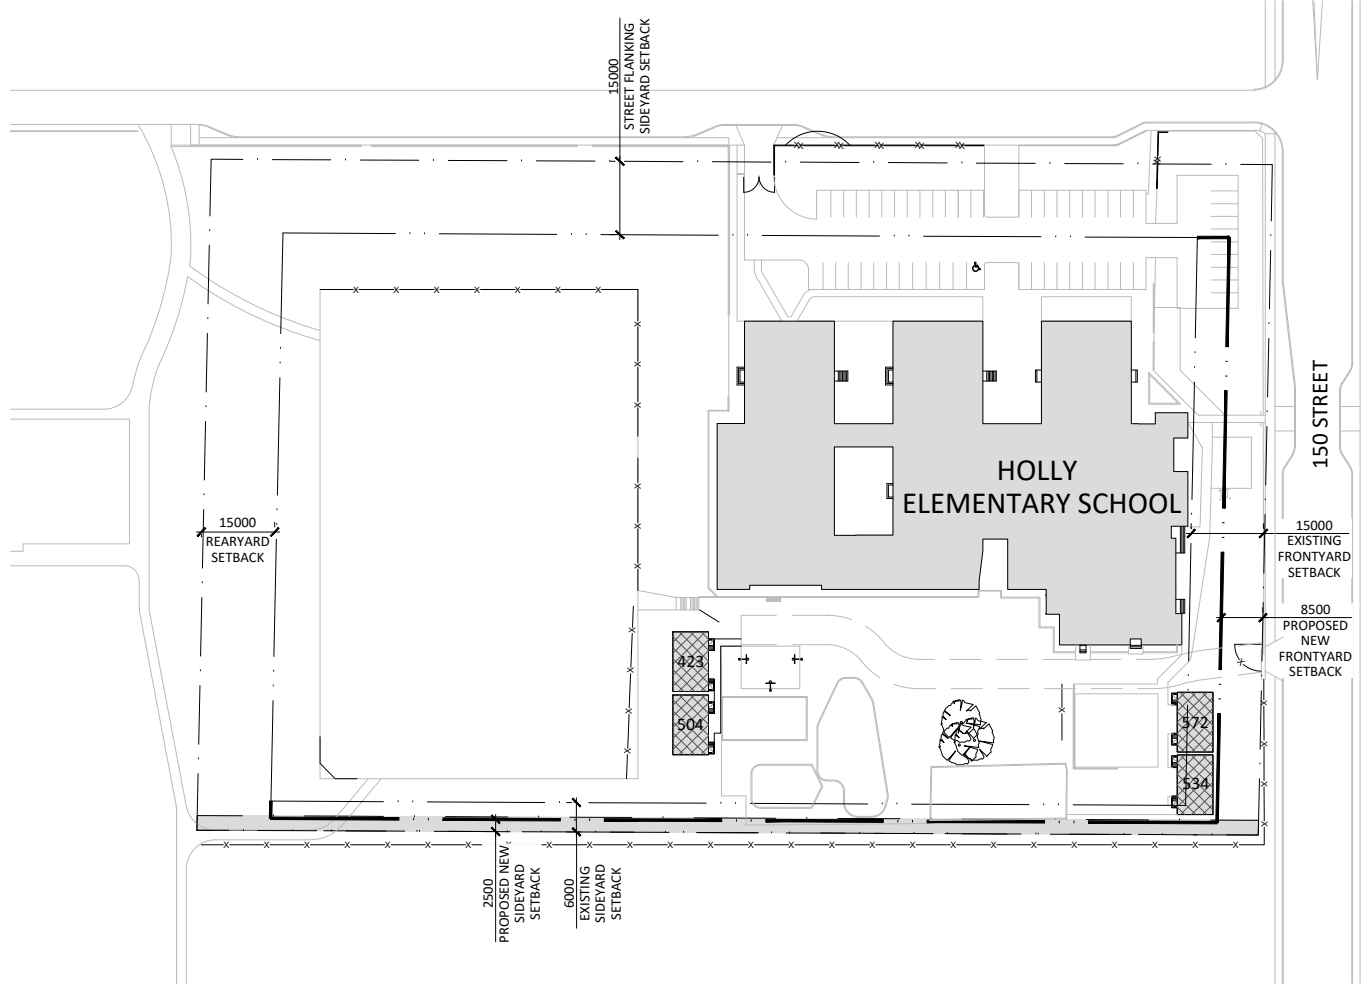 15000
STREET FLANKING
SIDEYARD SETBACK
150 STREET
HOLLY
ELEMENTARY SCHOOL
15000
REARYARD
SETBACK
15000
EXISTING
FRONTYARD
SETBACK
8500
PROPOSED
NEW
FRONTYARD
SETBACK
423
504
572
534
2500
PROPOSED NEW
SIDEYARD
SETBACK
6000
EXISTING
SIDEYARD
SETBACK